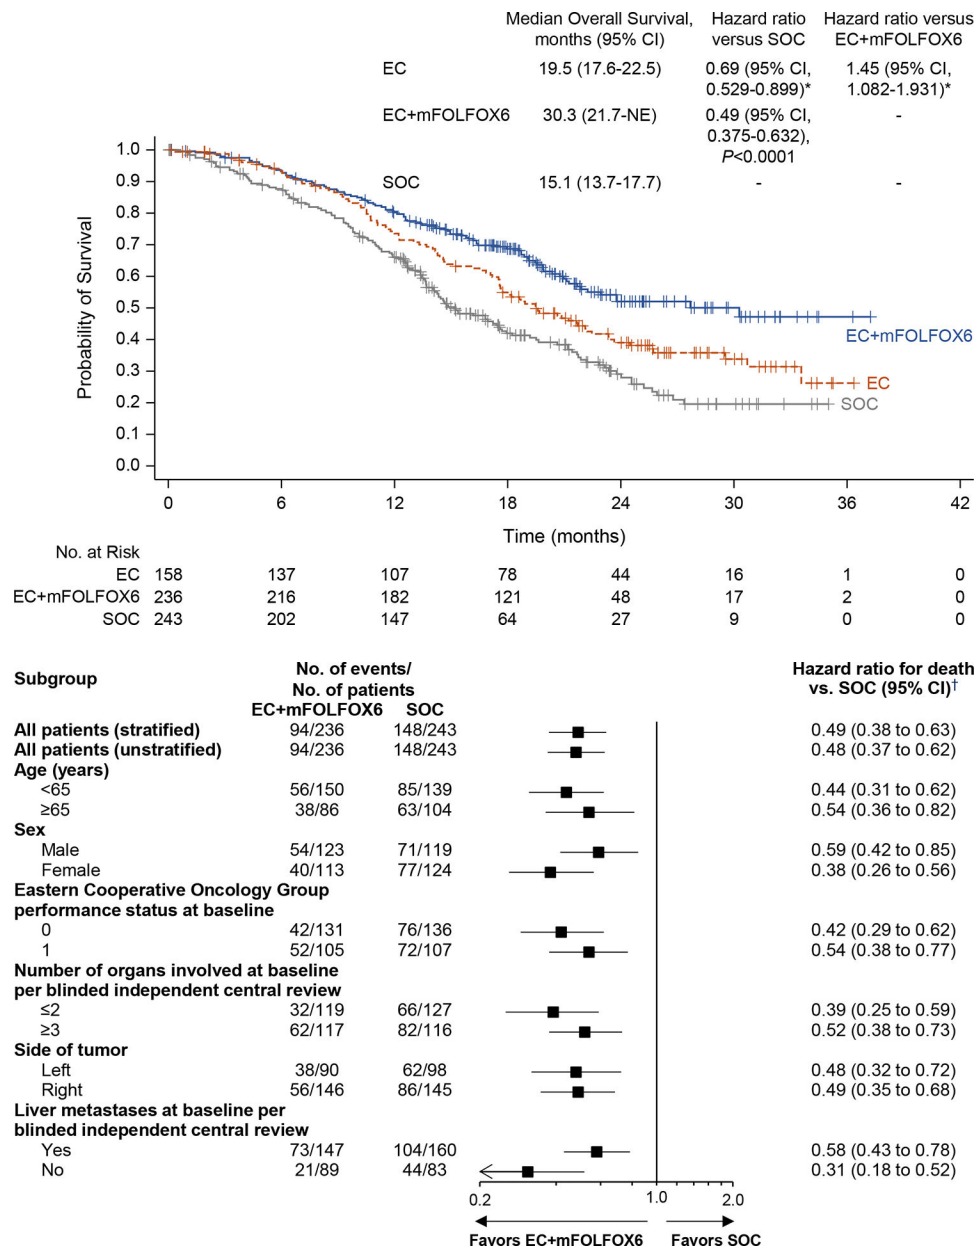 Median Overall Survival, Hazard ratio Hazard ratio versus
months (95% CI) versus SOC EC+mFOLFOX6
EC 19.5 (17.6-22.5) 0.69 (95% CI, 1.45 (95% CI,
0.529-0.899)* 1.082-1.931)*
EC+mFOLFOX6 30.3 (21.7-NE) 0.49 (95% CI, -
0.375-0.632),
P<0.0001
SOC 15.1 (13.7-17.7) - -
Probability of Survival
1.0
0.9
0.8
0.7
0.6
0.5
0.4
0.3
0.2
0.1
0.0
EC+mFOLFOX6
EC
SOC
0 6 12 18 24 30 36 42
Time (months)
No. at Risk
EC 158 137 107 78 44 16 1 0
EC+mFOLFOX6 236 216 182 121 48 17 2 0
SOC 243 202 147 64 27 9 0 0
Subgroup No. of events/ Hazard ratio for death
No. of patients vs. SOC (95% CI)†
EC+mFOLFOX6 SOC
All patients (stratified) 94/236 148/243 0.49 (0.38 to 0.63)
All patients (unstratified) 94/236 148/243 0.48 (0.37 to 0.62)
Age (years)
<65 56/150 85/139 0.44 (0.31 to 0.62)
≥65 38/86 63/104 0.54 (0.36 to 0.82)
Sex
Male 54/123 71/119 0.59 (0.42 to 0.85)
Female 40/113 77/124 0.38 (0.26 to 0.56)
Eastern Cooperative Oncology Group
performance status at baseline
0 42/131 76/136 0.42 (0.29 to 0.62)
1 52/105 72/107 0.54 (0.38 to 0.77)
Number of organs involved at baseline
per blinded independent central review
≤2 32/119 66/127 0.39 (0.25 to 0.59)
≥3 62/117 82/116 0.52 (0.38 to 0.73)
Side of tumor
Left 38/90 62/98 0.48 (0.32 to 0.72)
Right 56/146 86/145 0.49 (0.35 to 0.68)
Liver metastases at baseline per
blinded independent central review
Yes 73/147 104/160 0.58 (0.43 to 0.78)
No 21/89 44/83 0.31 (0.18 to 0.52)
0.2 1.0 2.0
Favors EC+mFOLFOX6 Favors SOC